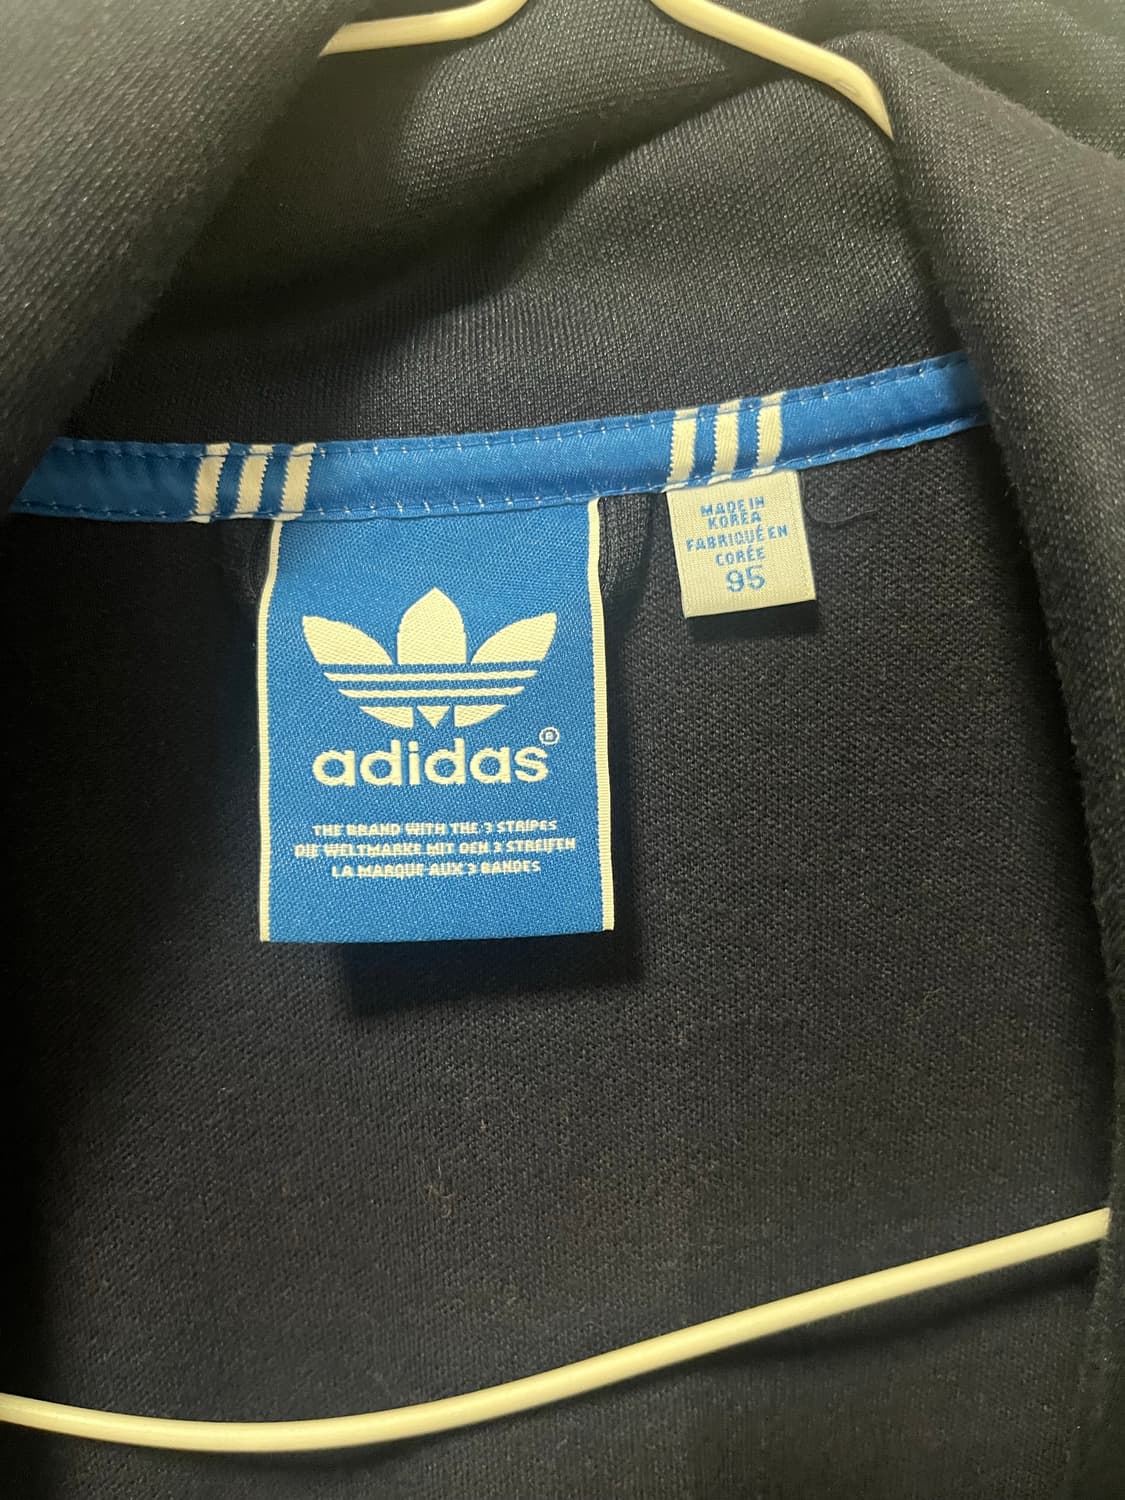 MADE IN
KOREA
FABRIQUÉ EN
CORÉE
95
adidas®
THE BRAND WITH THE 3 STRIPES
DIE WELTMARKE MIT DEN 3 STREIFEN
LA MARQUE AUX 3 BANDES